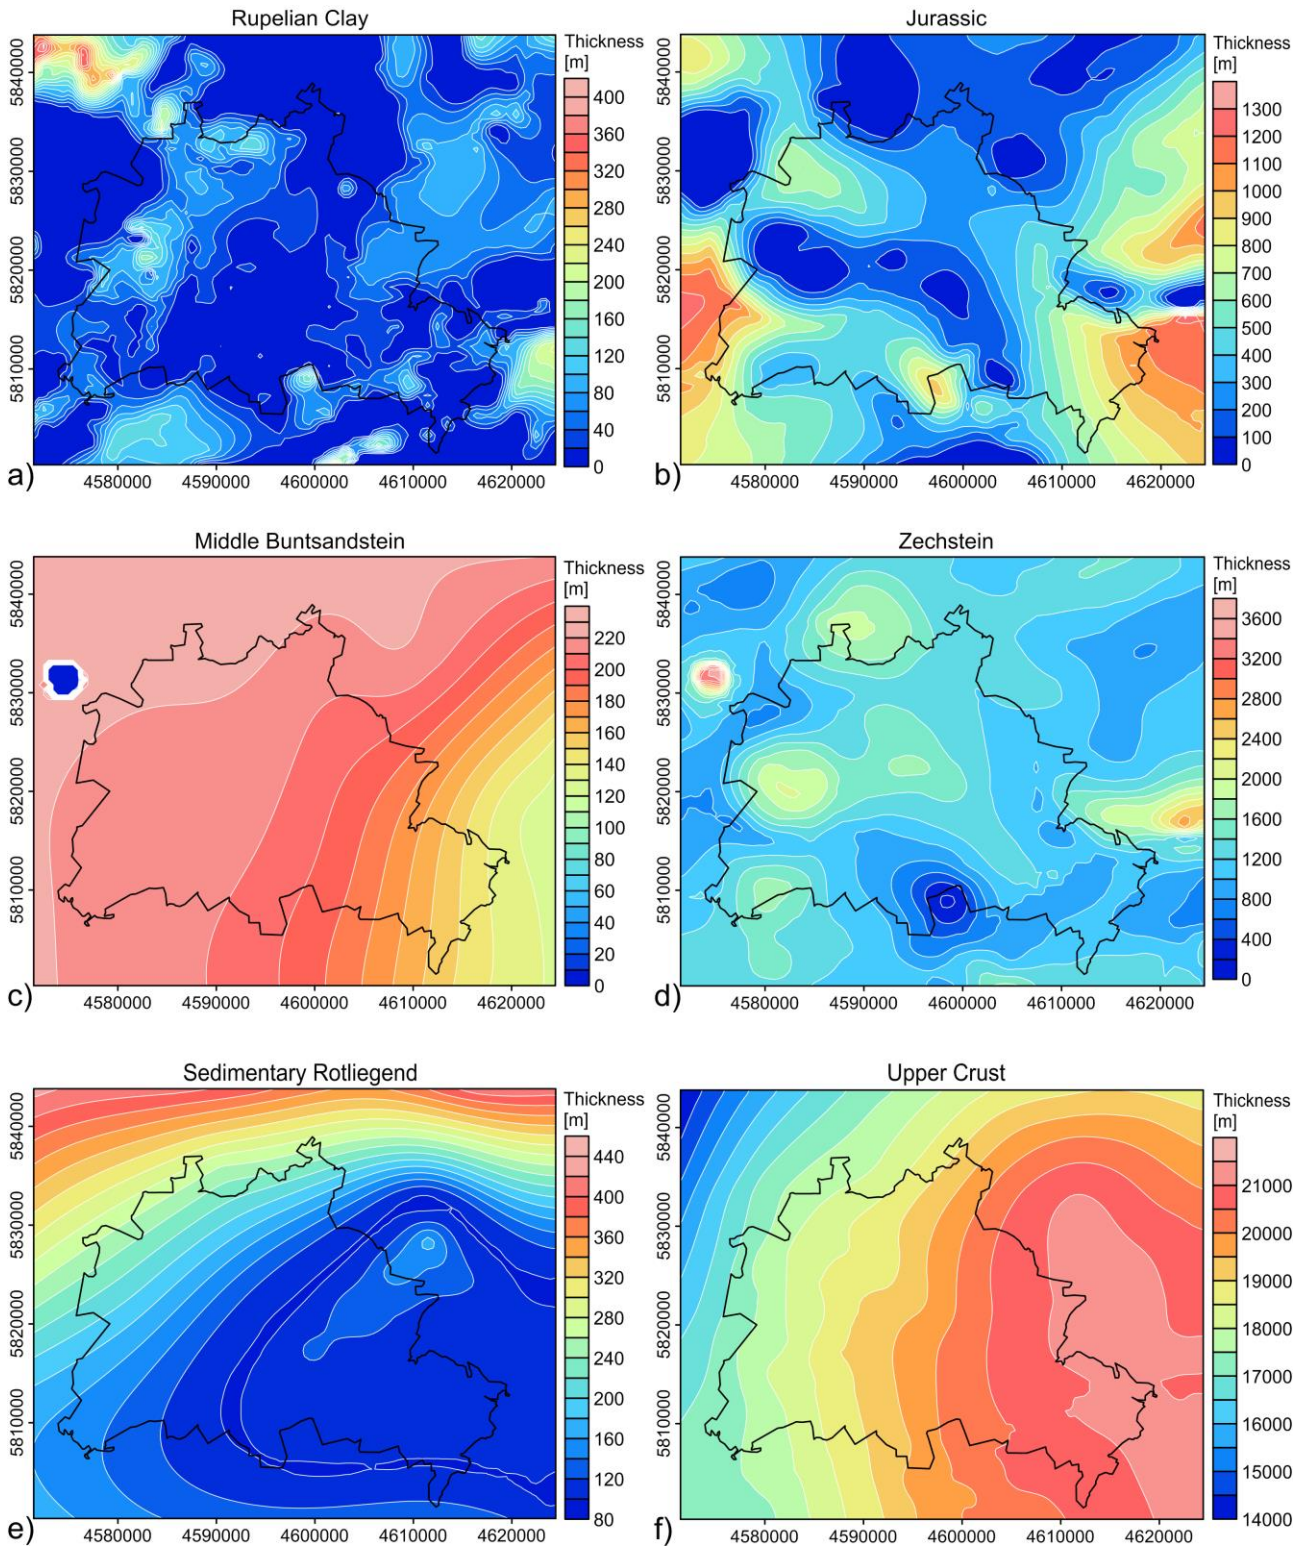 Rupelian Clay
Thickness
[m]
400
360
320
280
240
200
160
120
80
40
0
5840000
5830000
5820000
5810000
4580000 4590000 4600000 4610000 4620000
a)
Jurassic
Thickness
[m]
1300
1200
1100
1000
900
800
700
600
500
400
300
200
100
0
5840000
5830000
5820000
5810000
4580000 4590000 4600000 4610000 4620000
b)
Middle Buntsandstein
Thickness
[m]
220
200
180
160
140
120
100
80
60
40
20
0
5840000
5830000
5820000
5810000
4580000 4590000 4600000 4610000 4620000
c)
Zechstein
Thickness
[m]
3600
3200
2800
2400
2000
1600
1200
800
400
0
5840000
5830000
5820000
5810000
4580000 4590000 4600000 4610000 4620000
d)
Sedimentary Rotliegend
Thickness
[m]
440
400
360
320
280
240
200
160
120
80
5840000
5830000
5820000
5810000
4580000 4590000 4600000 4610000 4620000
e)
Upper Crust
Thickness
[m]
21000
20000
19000
18000
17000
16000
15000
14000
5840000
5830000
5820000
5810000
4580000 4590000 4600000 4610000 4620000
f)